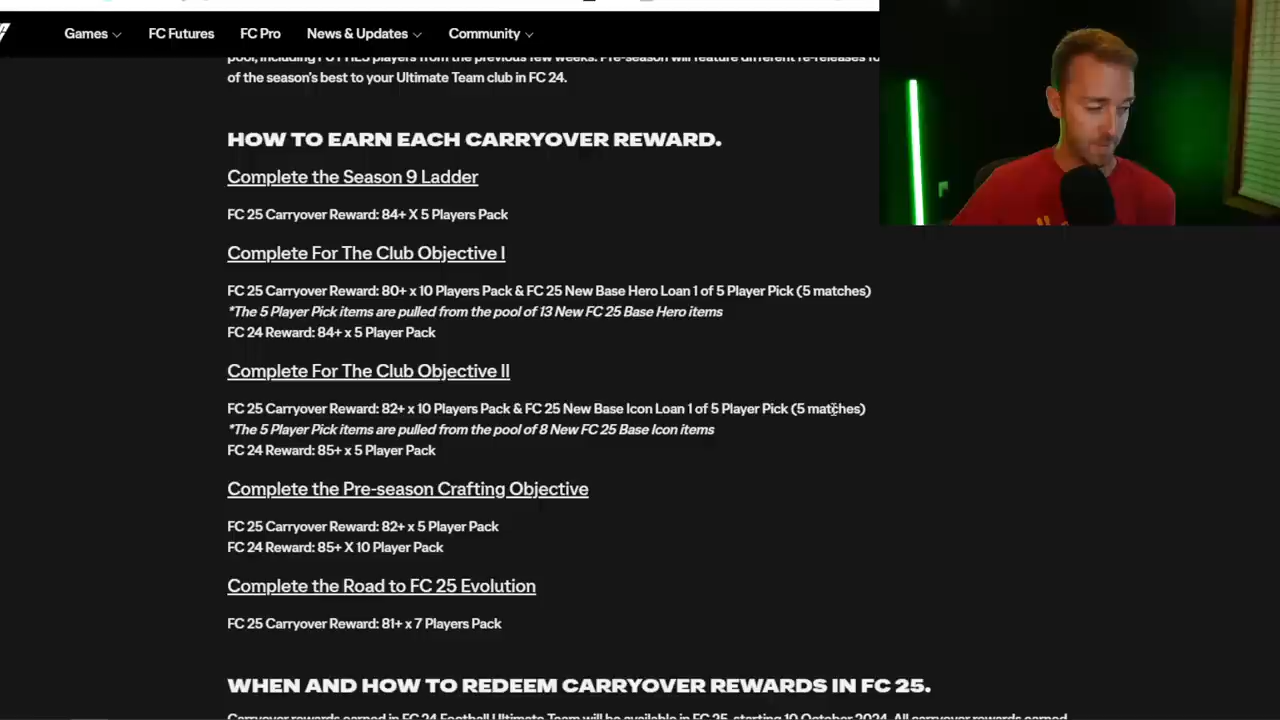 Games
FC Futures
FC Pro
News & Updates
Community
pool, including FUTTIES players from the previous few weeks. Pre-season will feature different re-releases
of the season's best to your Ultimate Team club in FC 24.
HOW TO EARN EACH CARRYOVER REWARD.
Complete the Season 9 Ladder
FC 25 Carryover Reward: 84+ X 5 Players Pack
Complete For The Club Objective I
FC 25 Carryover Reward: 80+ x 10 Players Pack & FC 25 New Base Hero Loan 1 of 5 Player Pick (5 matches)
*The 5 Player Pick items are pulled from the pool of 13 New FC 25 Base Hero items
FC 24 Reward: 84+ x 5 Player Pack
Complete For The Club Objective II
FC 25 Carryover Reward: 82+ x 10 Players Pack & FC 25 New Base Icon Loan 1 of 5 Player Pick (5 matches)
*The 5 Player Pick items are pulled from the pool of 8 New FC 25 Base Icon items
FC 24 Reward: 85+ x 5 Player Pack
Complete the Pre-season Crafting Objective
FC 25 Carryover Reward: 82+ x 5 Player Pack
FC 24 Reward: 85+ X 10 Player Pack
Complete the Road to FC 25 Evolution
FC 25 Carryover Reward: 81+ x 7 Players Pack
WHEN AND HOW TO REDEEM CARRYOVER REWARDS IN FC 25.
Carryover rewards earned in FC 24 Football Ultimate Team will be available in FC 25, starting 10 October 2024. All carryover rewards earned